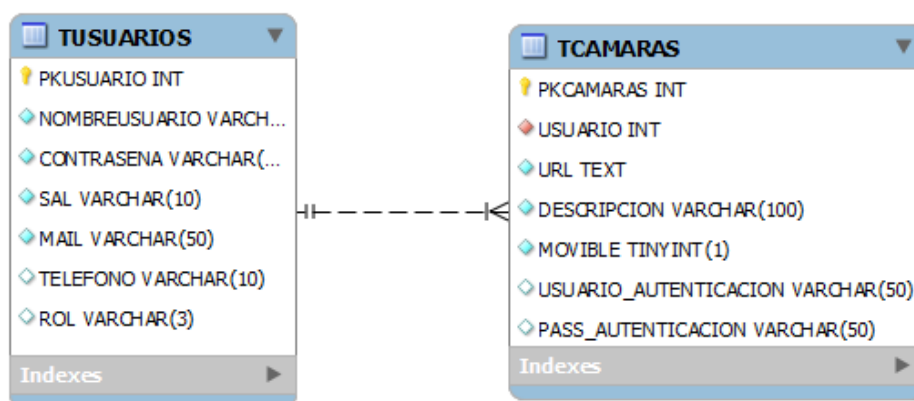 TUSUARIOS
PKUSUARIO INT
NOMBREUSUARIO VARCH...
CONTRASENA VARCHAR(...
SAL VARCHAR(10)
MAIL VARCHAR(50)
TELEFONO VARCHAR(10)
ROL VARCHAR(3)
Indexes
TCAMARAS
PKCAMARAS INT
USUARIO INT
URL TEXT
DESCRIPCION VARCHAR(100)
MOVIBLE TINYINT(1)
USUARIO_AUTENTICACION VARCHAR(50)
PASS_AUTENTICACION VARCHAR(50)
Indexes